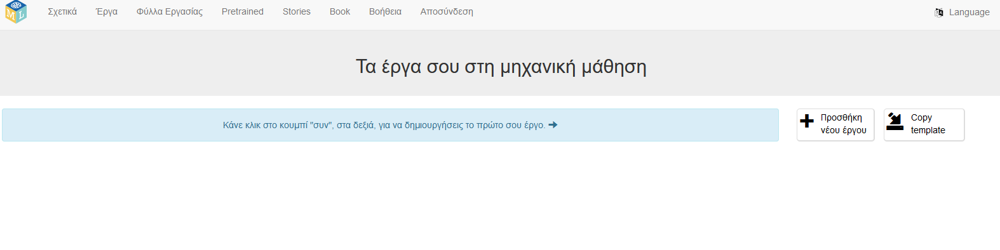 ML
Σχετικά Έργα Φύλλα Εργασίας Pretrained Stories Book Βοήθεια Αποσύνδεση Language
Τα έργα σου στη μηχανική μάθηση
Κάνε κλικ στο κουμπί "συν", στα δεξιά, για να δημιουργήσεις το πρώτο σου έργο.
Προσθήκη
νέου έργου
Copy
template